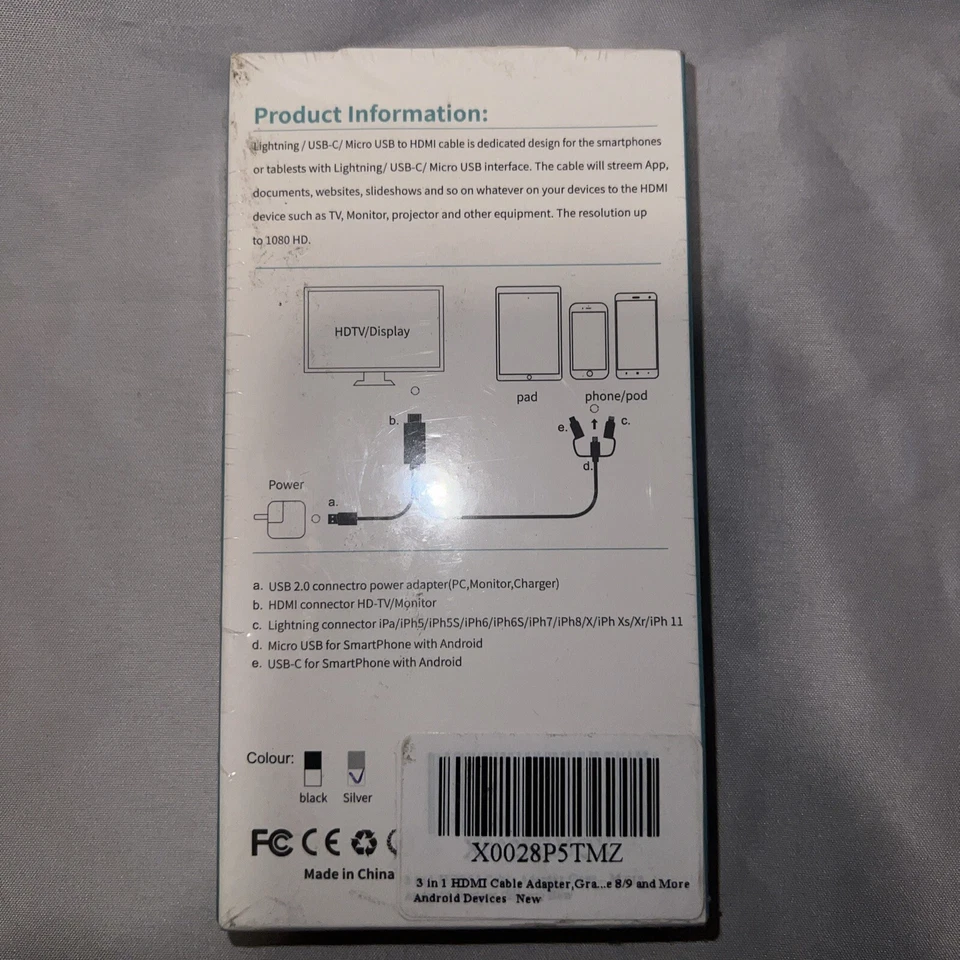 Product Information:
Lightning / USB-C/ Micro USB to HDMI cable is dedicated design for the smartphones
or tablests with Lightning/ USB-C/ Micro USB interface. The cable will streem App,
documents, websites, slideshows and so on whatever on your devices to the HDMI
device such as TV, Monitor, projector and other equipment. The resolution up
to 1080 HD.
HDTV/Display
pad
phone/pod
b.
e.
c.
d.
Power
a.
a. USB 2.0 connectro power adapter(PC,Monitor,Charger)
b. HDMI connector HD-TV/Monitor
c. Lightning connector iPa/iPh5/iPh5S/iPh6/iPh6S/iPh7/iPh8/X/iPh Xs/Xr/iPh 11
d. Micro USB for SmartPhone with Android
e. USB-C for SmartPhone with Android
Colour:
black Silver
FC CE
Made in China
X0028P5TMZ
3 in 1 HDMI Cable Adapter,Gra...e 8/9 and More
Android Devices New